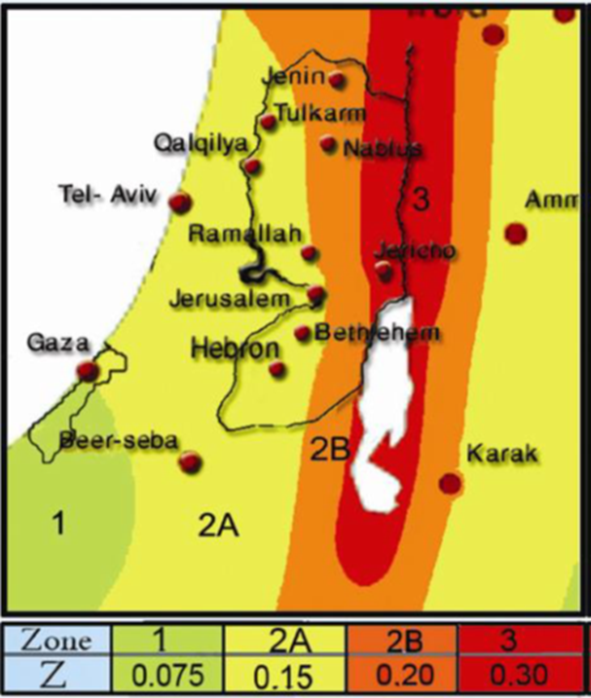 Jenin
Tulkarm
Qalqilya
Nablus
Tel- Aviv
3
Amm
Ramallah
Jericho
Jerusalem
Gaza
Bethlehem
Hebron
Beer-seba
2B
Karak
1
2A
Zone 1 2A 2B 3
Z 0.075 0.15 0.20 0.30